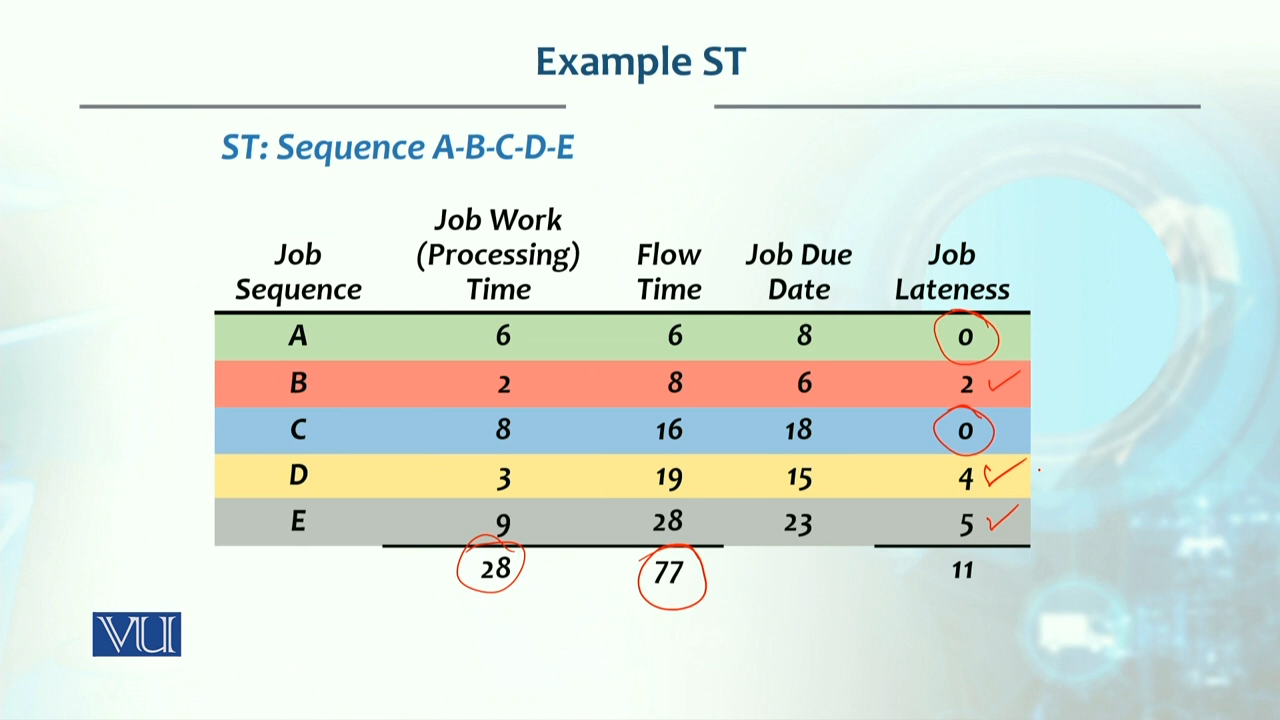 Example ST
ST: Sequence A-B-C-D-E
Job Sequence Job Work (Processing) Time Flow Time Job Due Date Job Lateness
A 6 6 8 0
B 2 8 6 2
C 8 16 18 0
D 3 19 15 4
E 9 28 23 5
28 77 11
VU